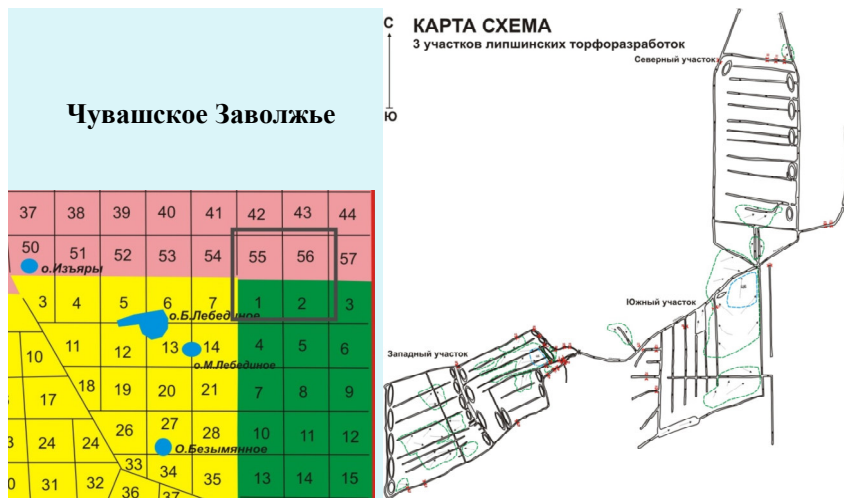 Чувашское Заволжье
37 38 39 40 41 42 43 44
50 51 52 53 54 55 56 57
о.Изъяры
3 4 5 6 7 1 2 3
о.Б.Лебединое
10 11 12 13 14 4 5 6
о.М.Лебединое
17 18 19 20 21 7 8 9
24 24 26 27 28 10 11 12
О.Безымянное
31 32 33 34 35 13 14 15
36 37
С
Ю
КАРТА СХЕМА
3 участков липшинских торфоразработок
Северный участок
Южный участок
Западный участок